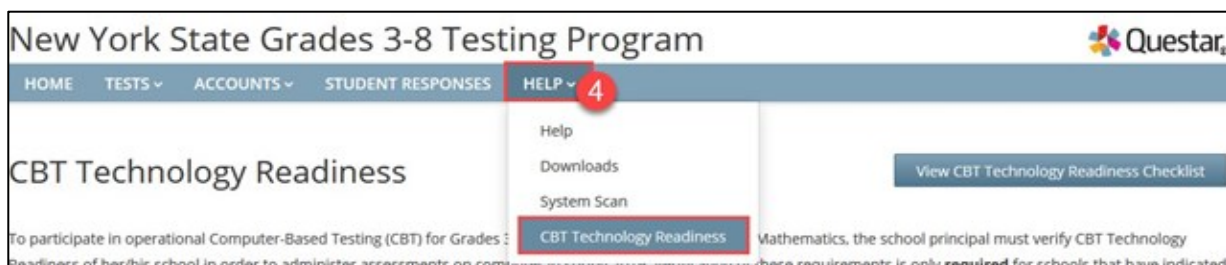 New York State Grades 3-8 Testing Program
Questar
HOME TESTS ACCOUNTS STUDENT RESPONSES HELP 4
Help
Downloads
System Scan
CBT Technology Readiness
CBT Technology Readiness
View CBT Technology Readiness Checklist
To participate in operational Computer-Based Testing (CBT) for Grades 3 Mathematics, the school principal must verify CBT Technology
Readiness of her/his school in order to administer assessments on these requirements is only required for schools that have indicated